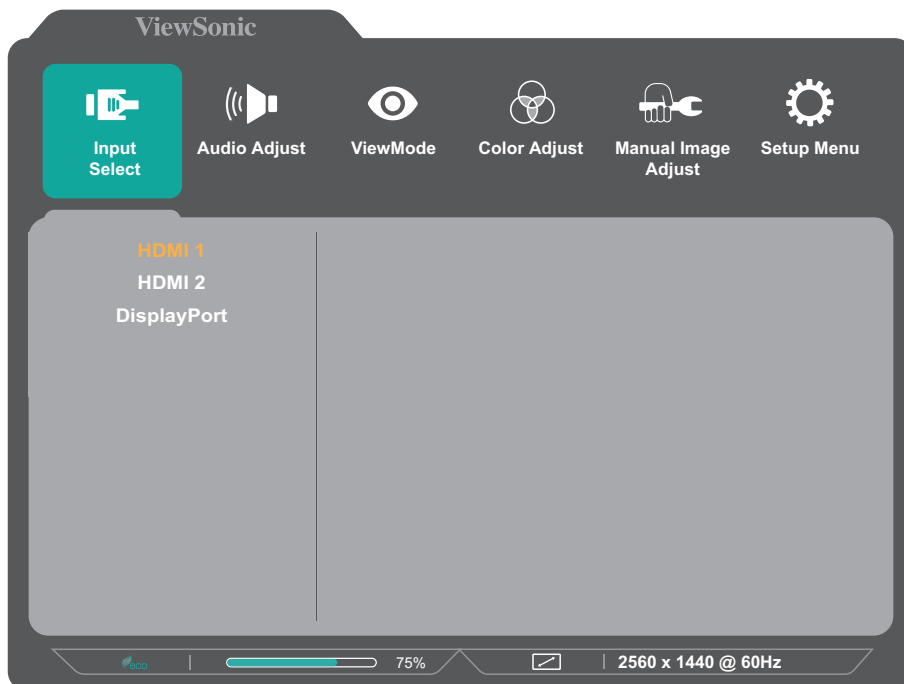 ViewSonic
Input Select
Audio Adjust
ViewMode
Color Adjust
Manual Image Adjust
Setup Menu
HDMI 1
HDMI 2
DisplayPort
eco
75%
2560 x 1440 @ 60Hz